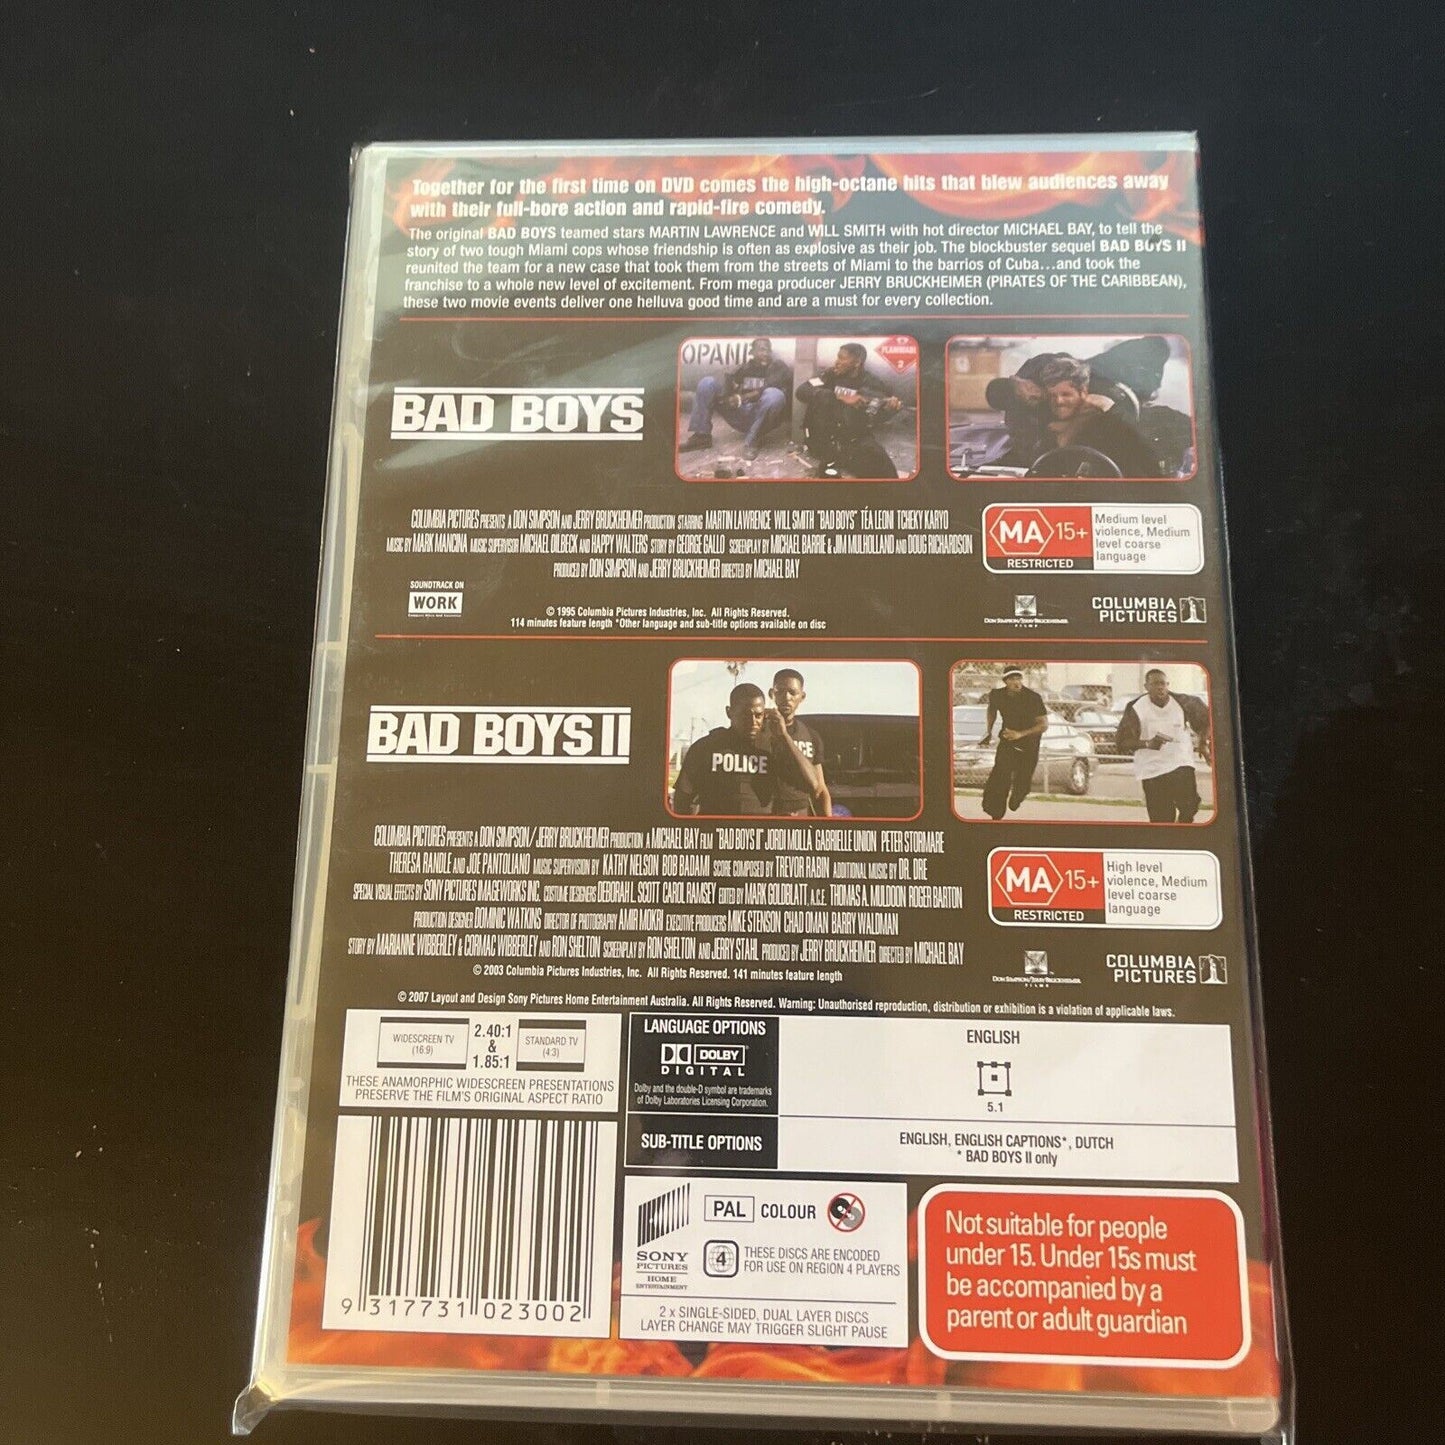 Together for the first time on DVD comes the high-octane hits that blew audiences away
with their full-bore action and rapid-fire comedy.
The original BAD BOYS teamed stars MARTIN LAWRENCE and WILL SMITH with hot director MICHAEL BAY, to tell the
story of two tough Miami cops whose friendship is often as explosive as their job. The blockbuster sequel BAD BOYS II
reunited the team for a new case that took them from the streets of Miami to the barrios of Cuba...and took the
franchise to a whole new level of excitement. From mega producer JERRY BRUCKHEIMER (PIRATES OF THE CARIBBEAN),
these two movie events deliver one helluva good time and are a must for every collection.
BAD BOYS
OPANE
FLAMMABLE
2
COLUMBIA PICTURES PRESENTS A DON SIMPSON AND JERRY BRUCKHEIMER PRODUCTION STARRING MARTIN LAWRENCE WILL SMITH "BAD BOYS" TÉA LEONI TCHEKY KARYO
MUSIC BY MARK MANCINA MUSIC SUPERVISOR MICHAEL DILBECK AND HAPPY WALTERS STORY BY GEORGE GALLO SCREENPLAY BY MICHAEL BARRIE & JIM MULHOLLAND AND DOUG RICHARDSON
PRODUCED BY DON SIMPSON AND JERRY BRUCKHEIMER DIRECTED BY MICHAEL BAY
MA 15+
RESTRICTED
Medium level
violence, Medium
level coarse
language
SOUNDTRACK ON
WORK
© 1995 Columbia Pictures Industries, Inc. All Rights Reserved.
114 minutes feature length *Other language and sub-title options available on disc
DON SIMPSON/JERRY BRUCKHEIMER
FILMS
COLUMBIA
PICTURES
BAD BOYS II
POLICE
ICE
COLUMBIA PICTURES PRESENTS A DON SIMPSON/JERRY BRUCKHEIMER PRODUCTION A MICHAEL BAY FILM "BAD BOYS II" JORDI MOLLÀ GABRIELLE UNION PETER STORMARE
THERESA RANDLE AND JOE PANTOLIANO MUSIC SUPERVISION BY KATHY NELSON BOB BADAMI SCORE COMPOSED BY TREVOR RABIN ADDITIONAL MUSIC BY DR. DRE
SPECIAL VISUAL EFFECTS BY SONY PICTURES IMAGEWORKS INC. COSTUME DESIGNERS DEBORAH L. SCOTT CAROL RAMSEY EDITED BY MARK GOLDBLATT, A.C.E. THOMAS A. MULDOON ROGER BARTON
PRODUCTION DESIGNER DOMINIC WATKINS DIRECTOR OF PHOTOGRAPHY AMIR MOKRI EXECUTIVE PRODUCERS MIKE STENSON CHAD OMAN BARRY WALDMAN
STORY BY MARIANNE WIBBERLEY & CORMAC WIBBERLEY AND RON SHELTON SCREENPLAY BY RON SHELTON AND JERRY STAHL PRODUCED BY JERRY BRUCKHEIMER DIRECTED BY MICHAEL BAY
MA 15+
RESTRICTED
High level
violence, Medium
level coarse
language
© 2003 Columbia Pictures Industries, Inc. All Rights Reserved. 141 minutes feature length
DON SIMPSON/JERRY BRUCKHEIMER
FILMS
COLUMBIA
PICTURES
© 2007 Layout and Design Sony Pictures Home Entertainment Australia. All Rights Reserved. Warning: Unauthorised reproduction, distribution or exhibition is a violation of applicable laws.
WIDESCREEN TV
(16:9)
2.40:1
&
1.85:1
STANDARD TV
(4:3)
THESE ANAMORPHIC WIDESCREEN PRESENTATIONS
PRESERVE THE FILM'S ORIGINAL ASPECT RATIO
LANGUAGE OPTIONS
DOLBY
DIGITAL
Dolby and the double-D symbol are trademarks
of Dolby Laboratories Licensing Corporation.
ENGLISH
5.1
SUB-TITLE OPTIONS
ENGLISH, ENGLISH CAPTIONS*, DUTCH
* BAD BOYS II only
9 317731 023002
SONY
PICTURES
HOME
ENTERTAINMENT
PAL COLOUR
4
THESE DISCS ARE ENCODED
FOR USE ON REGION 4 PLAYERS
2 x SINGLE-SIDED, DUAL LAYER DISCS
LAYER CHANGE MAY TRIGGER SLIGHT PAUSE
Not suitable for people
under 15. Under 15s must
be accompanied by a
parent or adult guardian